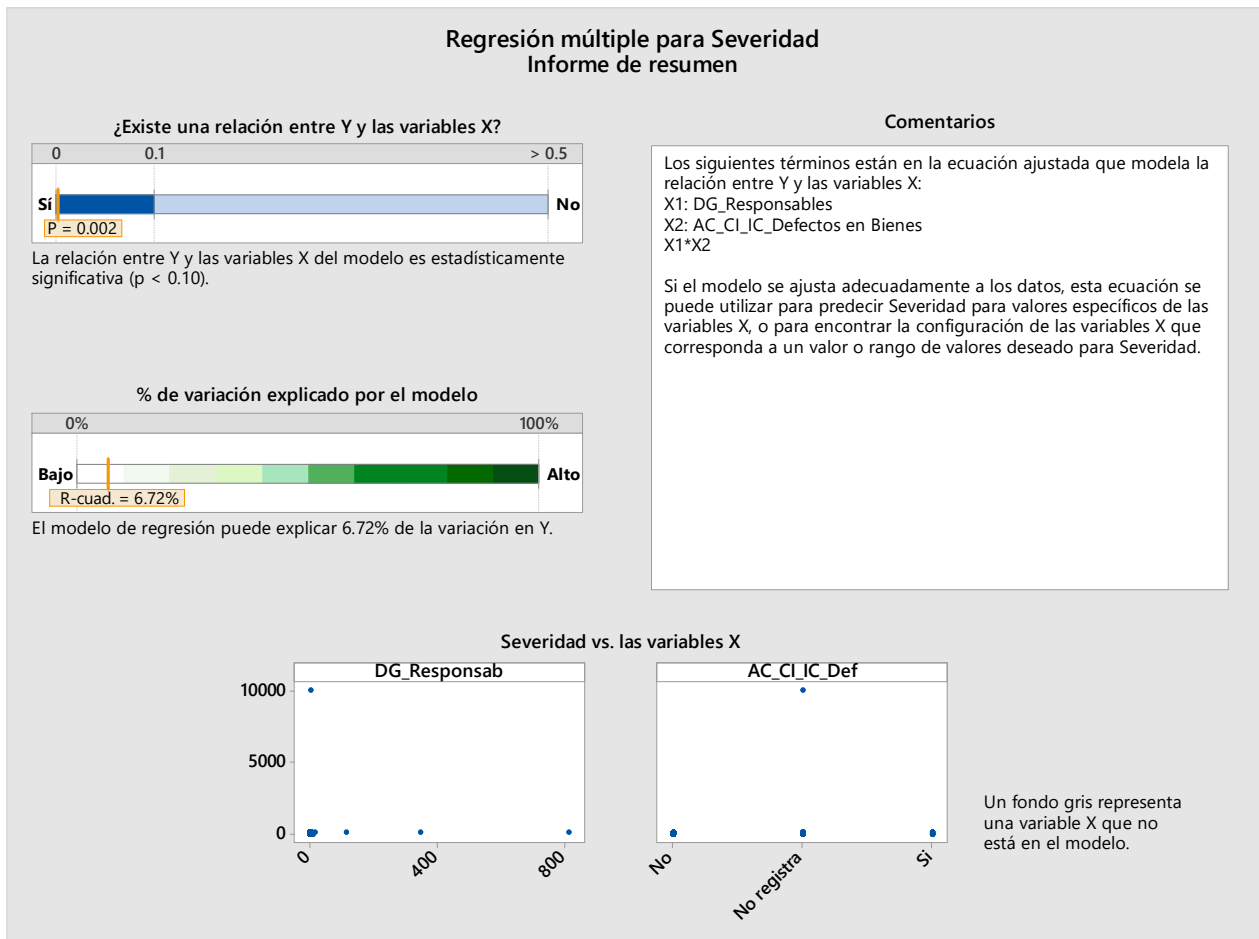 Regresión múltiple para Severidad
Informe de resumen
¿Existe una relación entre Y y las variables X?
0 0.1 > 0.5
Sí No
P = 0.002
La relación entre Y y las variables X del modelo es estadísticamente
significativa (p < 0.10).
% de variación explicado por el modelo
0% 100%
Bajo Alto
R-cuad. = 6.72%
El modelo de regresión puede explicar 6.72% de la variación en Y.
Comentarios
Los siguientes términos están en la ecuación ajustada que modela la
relación entre Y y las variables X:
X1: DG_Responsables
X2: AC_CI_IC_Defectos en Bienes
X1*X2
Si el modelo se ajusta adecuadamente a los datos, esta ecuación se
puede utilizar para predecir Severidad para valores específicos de las
variables X, o para encontrar la configuración de las variables X que
corresponda a un valor o rango de valores deseado para Severidad.
Severidad vs. las variables X
DG_Responsab AC_CI_IC_Def
10000
5000
0
0 400 800 No No registra Si
Un fondo gris representa
una variable X que no
está en el modelo.